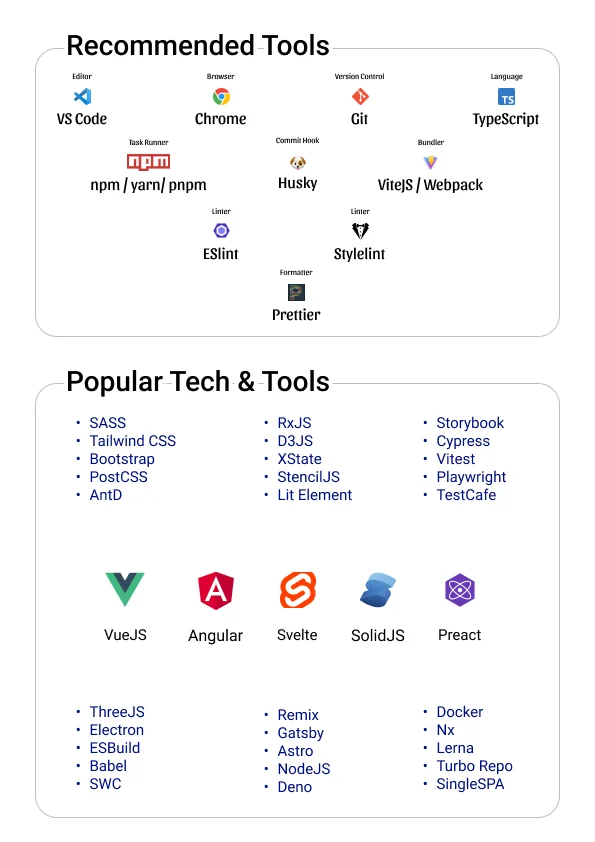 Recommended Tools
Editor
Browser
Version Control
Language
TS
VS Code
Chrome
Git
TypeScript
Task Runner
Commit Hook
Bundler
npm
npm / yarn/ pnpm
Husky
ViteJS / Webpack
Linter
Linter
ESlint
Stylelint
Formatter
Prettier
Popular Tech & Tools
• SASS
• Tailwind CSS
• Bootstrap
• PostCSS
• AntD
• RxJS
• D3JS
• XState
• StencilJS
• Lit Element
• Storybook
• Cypress
• Vitest
• Playwright
• TestCafe
VueJS
Angular
Svelte
SolidJS
Preact
• ThreeJS
• Electron
• ESBuild
• Babel
• SWC
• Remix
• Gatsby
• Astro
• NodeJS
• Deno
• Docker
• Nx
• Lerna
• Turbo Repo
• SingleSPA